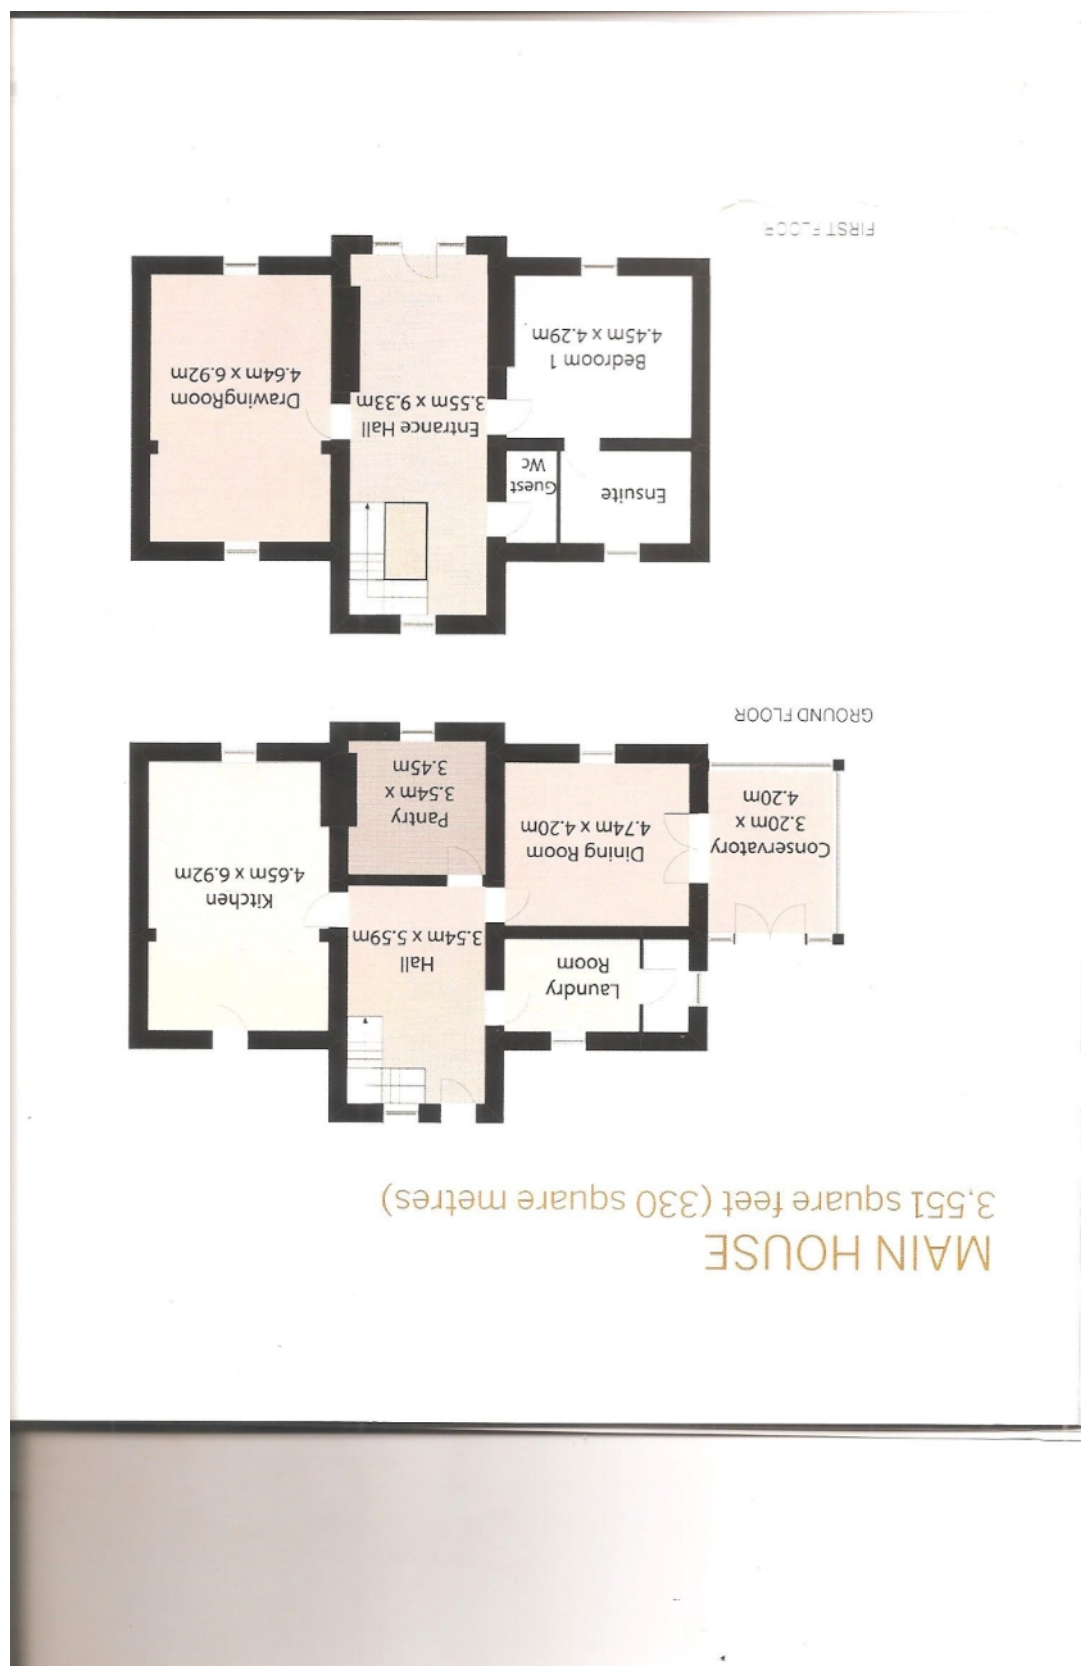 MAIN HOUSE
3,551 square feet (330 square metres)
Laundry
Room
Hall
3.54m x 5.59m
Kitchen
4.65m x 6.92m
Conservatory
3.20m x
4.20m
Dining Room
4.74m x 4.20m
Pantry
3.54m x
3.45m
GROUND FLOOR
Ensuite
Guest
Wc
Entrance Hall
3.55m x 9.33m
DrawingRoom
4.64m x 6.92m
Bedroom 1
4.45m x 4.29m
FIRST FLOOR